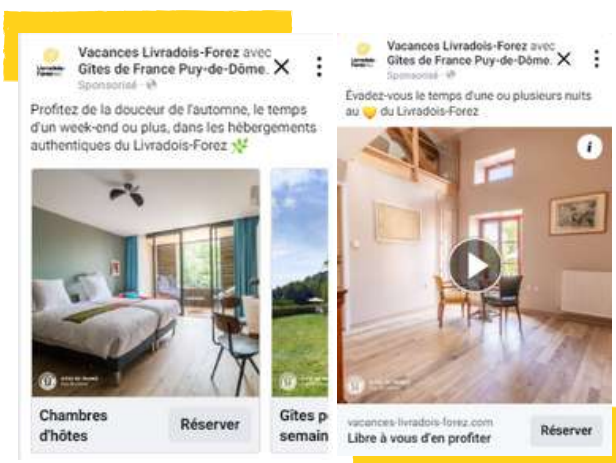 Vacances Livradois-Forez avec
Gîtes de France Puy-de-Dôme.
Sponsorisé
Profitez de la douceur de l'automne, le temps
d'un week-end ou plus, dans les hébergements
authentiques du Livradois-Forez 🌿
Chambres
d'hôtes
Réserver
Gîtes p
semain
Vacances Livradois-Forez avec
Gîtes de France Puy-de-Dôme.
Sponsorisé
Évadez-vous le temps d'une ou plusieurs nuits
au 💛 du Livradois-Forez
vacances-livradois-forez.com
Libre à vous d'en profiter
Réserver